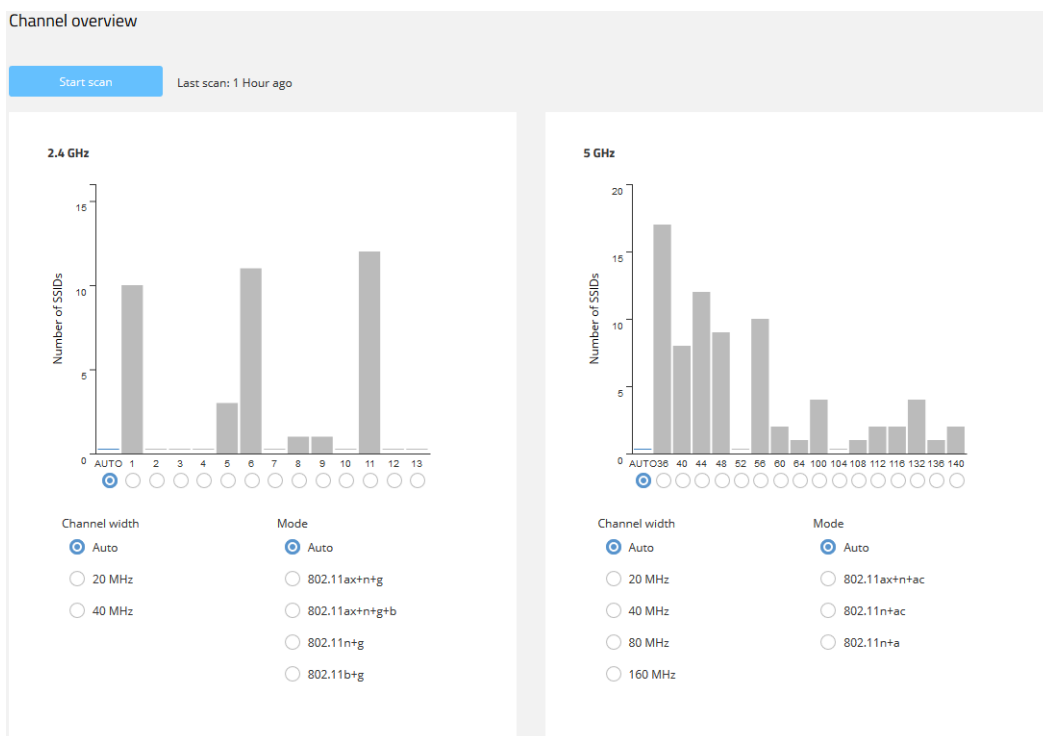 Channel overview
Start scan
Last scan: 1 Hour ago
2.4 GHz
15
10
5
0
Number of SSIDs
AUTO 1 2 3 4 5 6 7 8 9 10 11 12 13
Channel width
Auto
20 MHz
40 MHz
Mode
Auto
802.11ax+n+g
802.11ax+n+g+b
802.11n+g
802.11b+g
5 GHz
20
15
10
5
0
Number of SSIDs
AUTO 36 40 44 48 52 56 60 64 100 104 108 112 116 132 136 140
Channel width
Auto
20 MHz
40 MHz
80 MHz
160 MHz
Mode
Auto
802.11ax+n+ac
802.11n+ac
802.11n+a